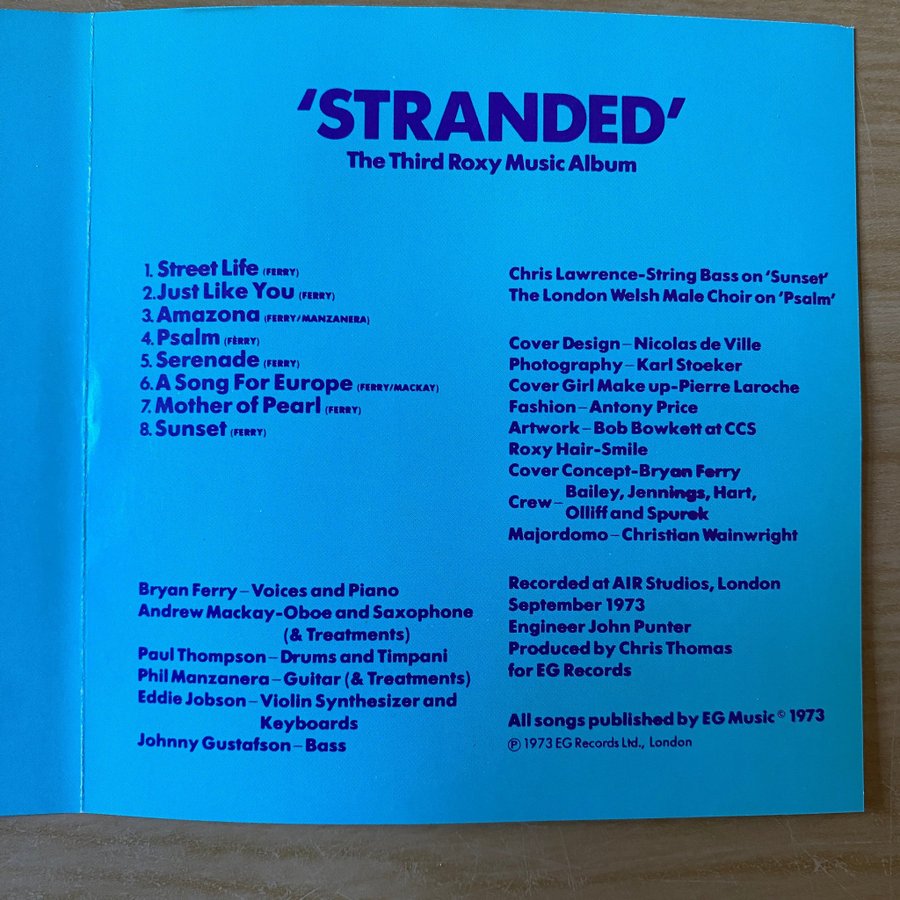 'STRANDED'
The Third Roxy Music Album
1. Street Life (FERRY)
2. Just Like You (FERRY)
3. Amazona (FERRY/MANZANERA)
4. Psalm (FERRY)
5. Serenade (FERRY)
6. A Song For Europe (FERRY/MACKAY)
7. Mother of Pearl (FERRY)
8. Sunset (FERRY)
Bryan Ferry – Voices and Piano
Andrew Mackay-Oboe and Saxophone
(& Treatments)
Paul Thompson – Drums and Timpani
Phil Manzanera – Guitar (& Treatments)
Eddie Jobson – Violin Synthesizer and
Keyboards
Johnny Gustafson – Bass
Chris Lawrence-String Bass on 'Sunset'
The London Welsh Male Choir on 'Psalm'
Cover Design – Nicolas de Ville
Photography – Karl Stoeker
Cover Girl Make up-Pierre Laroche
Fashion – Antony Price
Artwork – Bob Bowkett at CCS
Roxy Hair-Smile
Cover Concept-Bryan Ferry
Crew – Bailey, Jennings, Hart,
Olliff and Spurek
Majordomo – Christian Wainwright
Recorded at AIR Studios, London
September 1973
Engineer John Punter
Produced by Chris Thomas
for EG Records
All songs published by EG Music © 1973
℗ 1973 EG Records Ltd., London